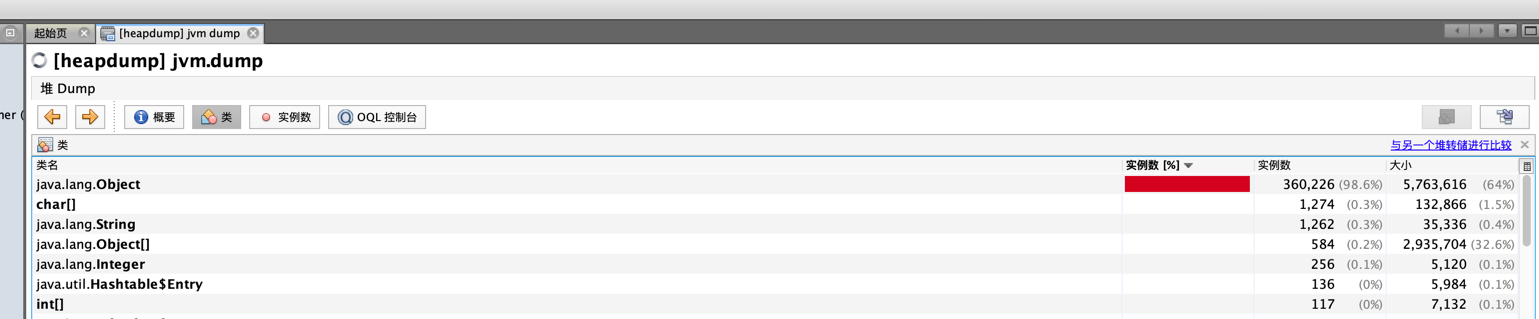 起始页
[heapdump] jvm dump
[heapdump] jvm.dump
堆 Dump
ner (
概要
类
实例数
OQL 控制台
类
与另一个堆转储进行比较
类名 实例数 [%] 实例数 大小
java.lang.Object 360,226 (98.6%) 5,763,616 (64%)
char[] 1,274 (0.3%) 132,866 (1.5%)
java.lang.String 1,262 (0.3%) 35,336 (0.4%)
java.lang.Object[] 584 (0.2%) 2,935,704 (32.6%)
java.lang.Integer 256 (0.1%) 5,120 (0.1%)
java.util.Hashtable$Entry 136 (0%) 5,984 (0.1%)
int[] 117 (0%) 7,132 (0.1%)